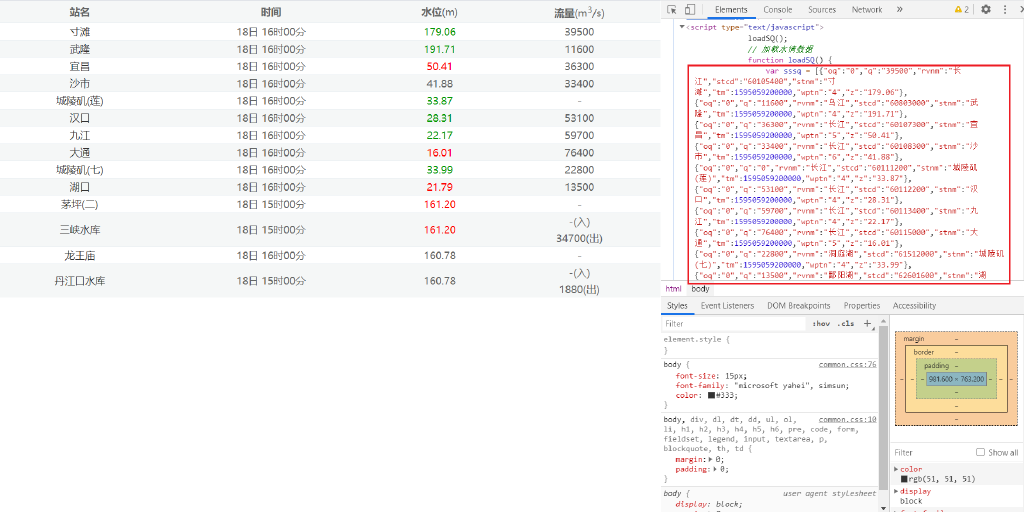 站名 时间 水位(m) 流量(m³/s)
寸滩 18日 16时00分 179.06 39500
武隆 18日 16时00分 191.71 11600
宜昌 18日 16时00分 50.41 36300
沙市 18日 16时00分 41.88 33400
城陵矶(莲) 18日 16时00分 33.87 -
汉口 18日 16时00分 28.31 53100
九江 18日 16时00分 22.17 59700
大通 18日 16时00分 16.01 76400
城陵矶(七) 18日 16时00分 33.99 22800
湖口 18日 16时00分 21.79 13500
茅坪(二) 18日 15时00分 161.20
三峡水库 18日 15时00分 161.20 -(入)
34700(出)
龙王庙 18日 15时00分 160.78 -
丹江口水库 18日 15时00分 160.78 -(入)
1880(出)
Elements Console Sources Network » 2
<script type="text/javascript">
loadSQ();
// 加载水情数据
function loadSQ() {
var sssq = [{"oq":"0","q":"39500","rvnm":"长
江","stcd":"60105400","stnm":"寸
滩","tm":1595059200000,"wptn":"4","z":"179.06"},
{"oq":"0","q":"11600","rvnm":"乌江","stcd":"60803000","stnm":"武
隆","tm":1595059200000,"wptn":"4","z":"191.71"},
{"oq":"0","q":"36300","rvnm":"长江","stcd":"60107300","stnm":"宜
昌","tm":1595059200000,"wptn":"5","z":"50.41"},
{"oq":"0","q":"33400","rvnm":"长江","stcd":"60108300","stnm":"沙
市","tm":1595059200000,"wptn":"6","z":"41.88"},
{"oq":"0","q":"0","rvnm":"长江","stcd":"60111200","stnm":"城陵矶
(莲)","tm":1595059200000,"wptn":"4","z":"33.87"},
{"oq":"0","q":"53100","rvnm":"长江","stcd":"60112200","stnm":"汉
口","tm":1595059200000,"wptn":"4","z":"28.31"},
{"oq":"0","q":"59700","rvnm":"长江","stcd":"60113400","stnm":"九
江","tm":1595059200000,"wptn":"4","z":"22.17"},
{"oq":"0","q":"76400","rvnm":"长江","stcd":"60115000","stnm":"大
通","tm":1595059200000,"wptn":"5","z":"16.01"},
{"oq":"0","q":"22800","rvnm":"洞庭湖","stcd":"61512000","stnm":"城陵矶
(七)","tm":1595059200000,"wptn":"4","z":"33.99"},
{"oq":"0","q":"13500","rvnm":"鄱阳湖","stcd":"62601600","stnm":"湖
html body
Styles Event Listeners DOM Breakpoints Properties Accessibility
Filter :hov .cls +
element.style {
}
body { common.css:76
font-size: 15px;
font-family: "microsoft yahei", simsun;
color: #333;
}
body, div, dl, dt, dd, ul, ol, common.css:10
li, h1, h2, h3, h4, h5, h6, pre, code, form,
fieldset, legend, input, textarea, p,
blockquote, th, td {
margin: 0;
padding: 0;
}
body { user agent stylesheet
display: block;
margin -
border -
padding -
- - - 981.600 × 763.200 - - -
-
-
-
Filter Show all
color
rgb(51, 51, 51)
display
block